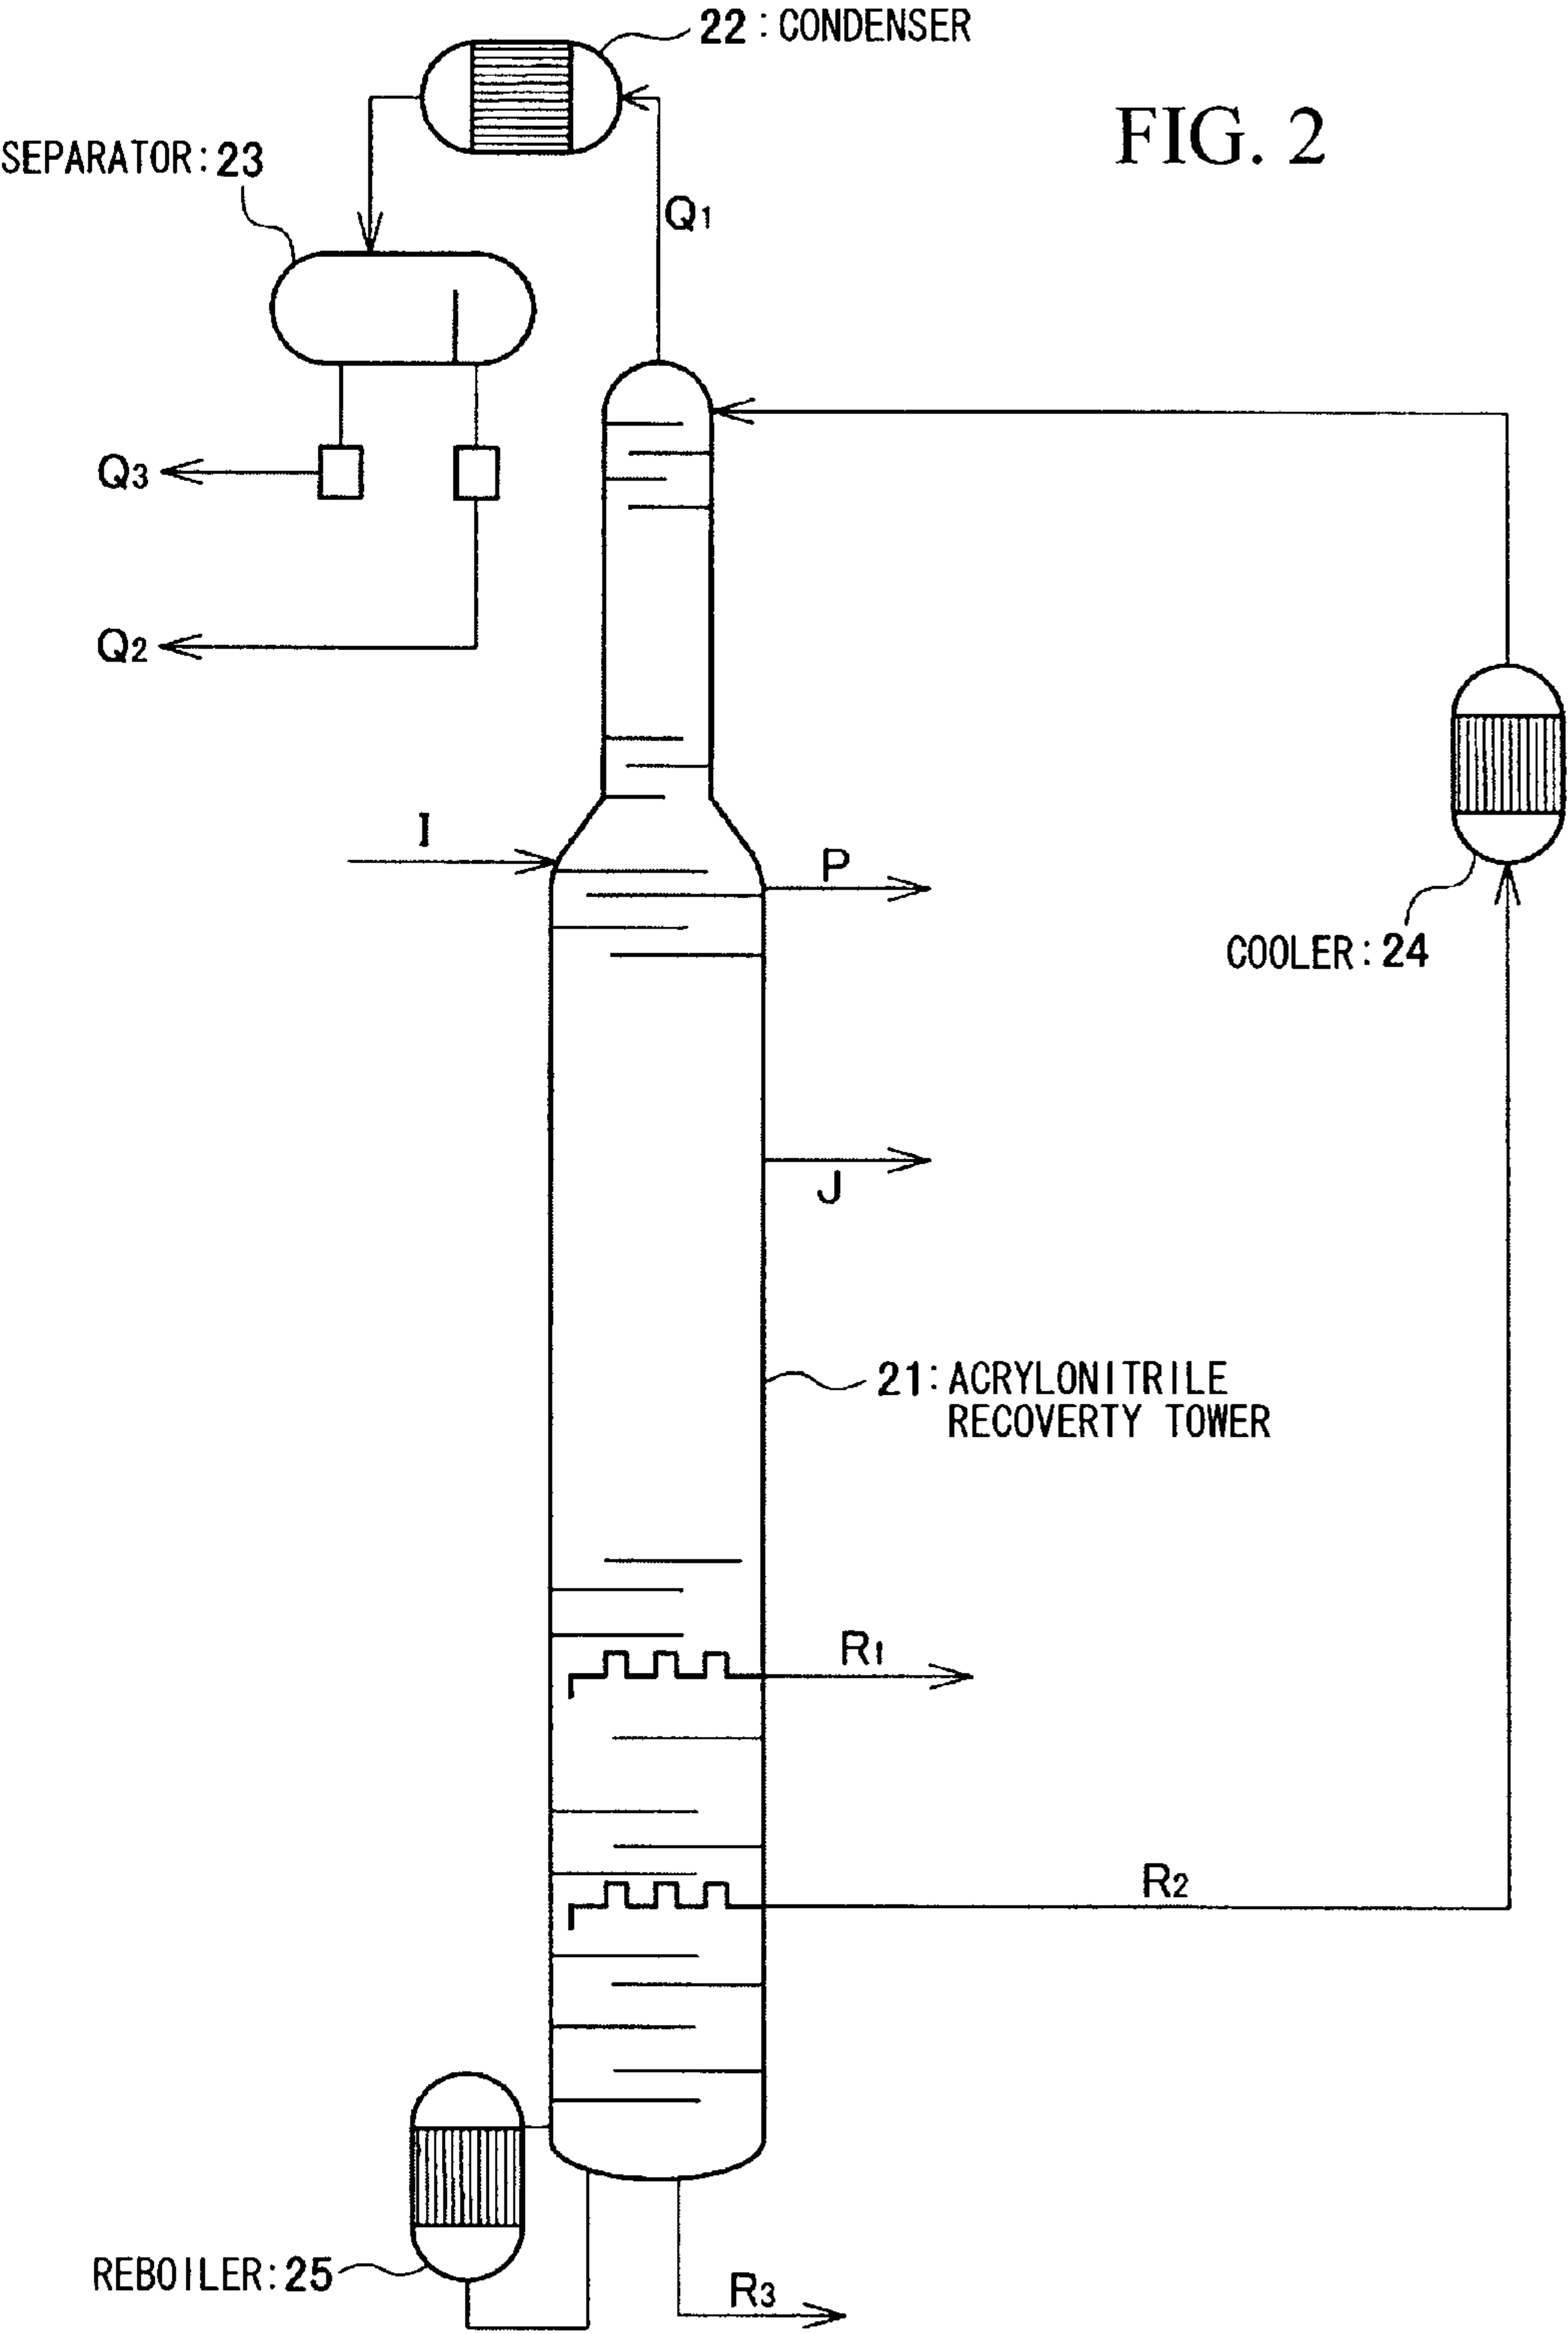 22 : CONDENSER
FIG. 2
SEPARATOR : 23
Q1
Q3
Q2
I
P
COOLER : 24
J
21 : ACRYLONITRILE
RECOVERTY TOWER
R1
R2
REBOILER : 25
R3